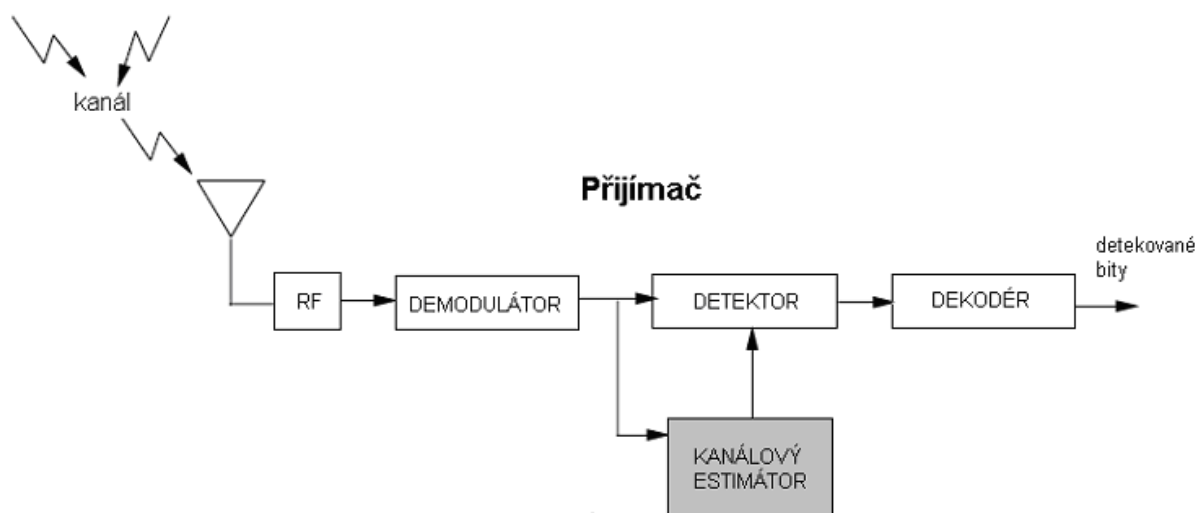 kanál
Přijímač
RF
DEMODULÁTOR
DETEKTOR
DEKODÉR
detekované
bity
KANÁLOVÝ
ESTIMÁTOR